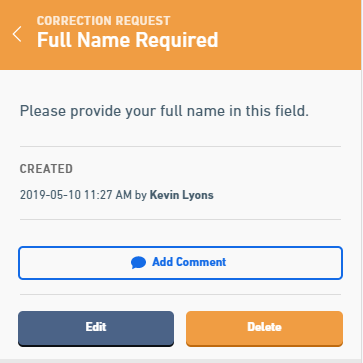 CORRECTION REQUEST
Full Name Required
Please provide your full name in this field.
CREATED
2019-05-10 11:27 AM by Kevin Lyons
Add Comment
Edit
Delete